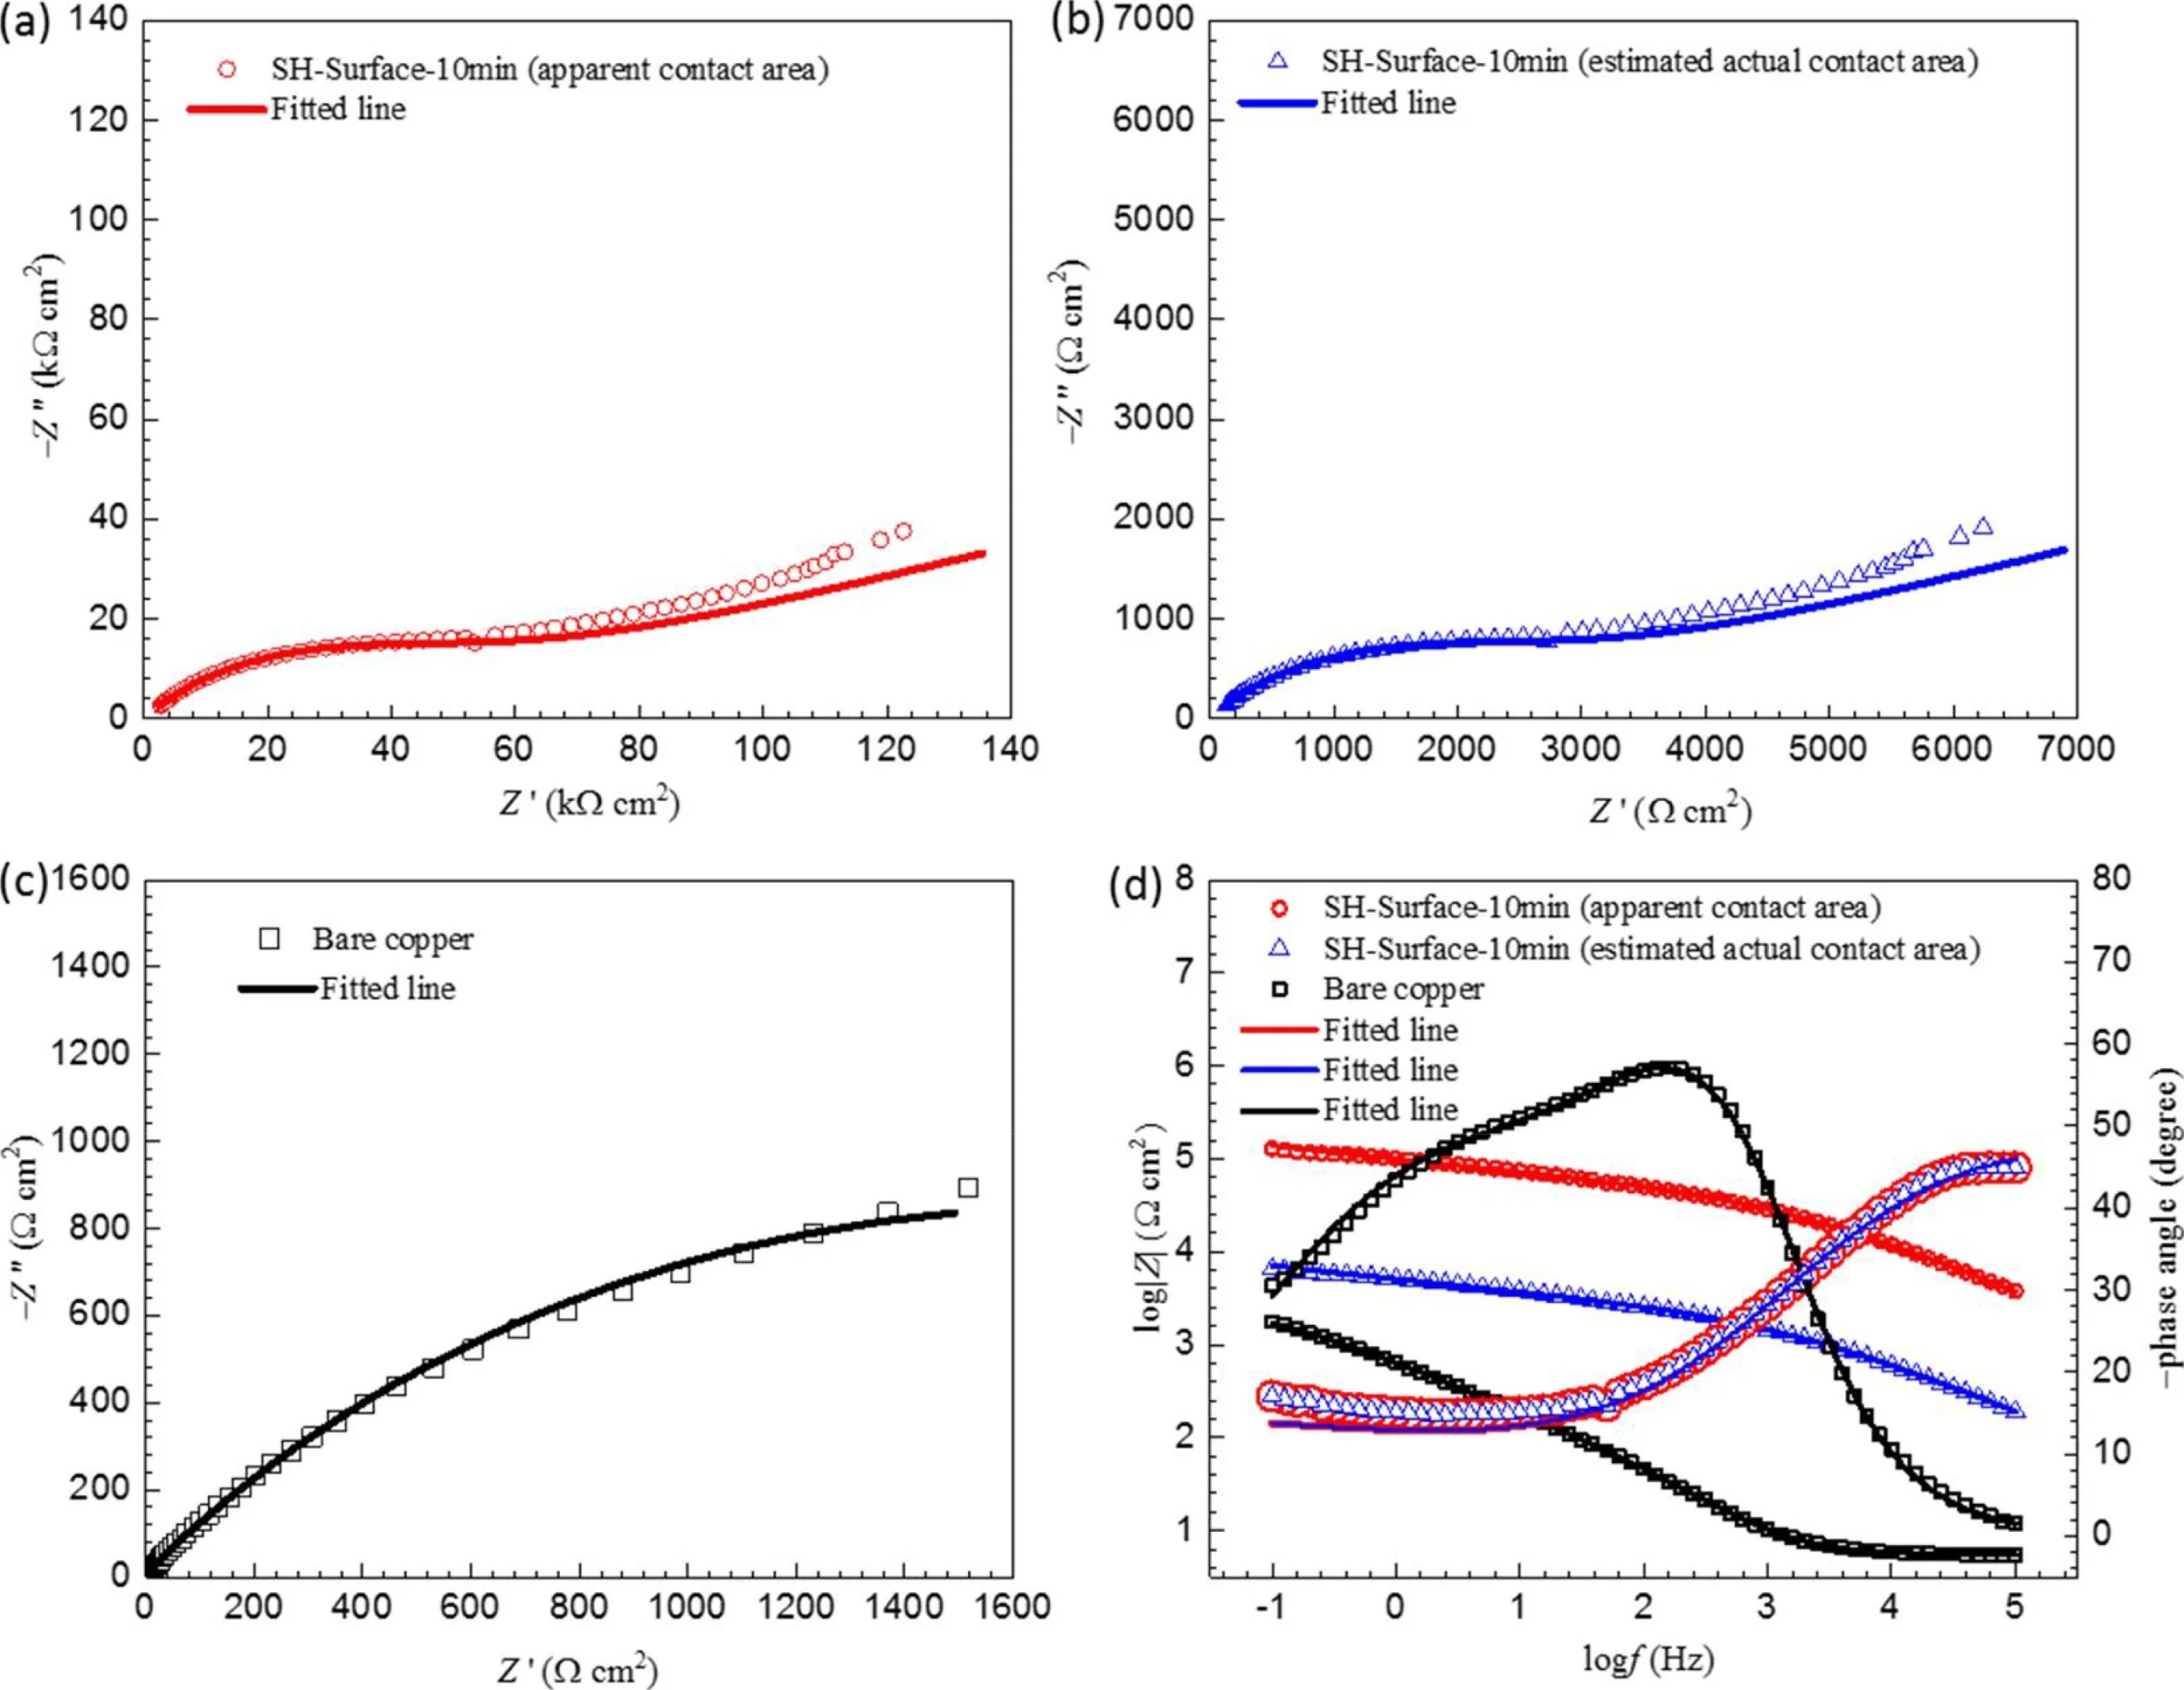 (a)
140
120
100
80
60
40
20
0
–Z'' (kΩ cm²)
SH-Surface-10min (apparent contact area)
Fitted line
0 20 40 60 80 100 120 140
Z' (kΩ cm²)
(b)
7000
6000
5000
4000
3000
2000
1000
0
–Z'' (Ω cm²)
SH-Surface-10min (estimated actual contact area)
Fitted line
0 1000 2000 3000 4000 5000 6000 7000
Z' (Ω cm²)
(c)
1600
1400
1200
1000
800
600
400
200
0
–Z'' (Ω cm²)
Bare copper
Fitted line
0 200 400 600 800 1000 1200 1400 1600
Z' (Ω cm²)
(d)
8
7
6
5
4
3
2
1
log|Z| (Ω cm²)
SH-Surface-10min (apparent contact area)
SH-Surface-10min (estimated actual contact area)
Bare copper
Fitted line
Fitted line
Fitted line
80
70
60
50
40
30
20
10
0
–phase angle (degree)
-1 0 1 2 3 4 5
logf (Hz)